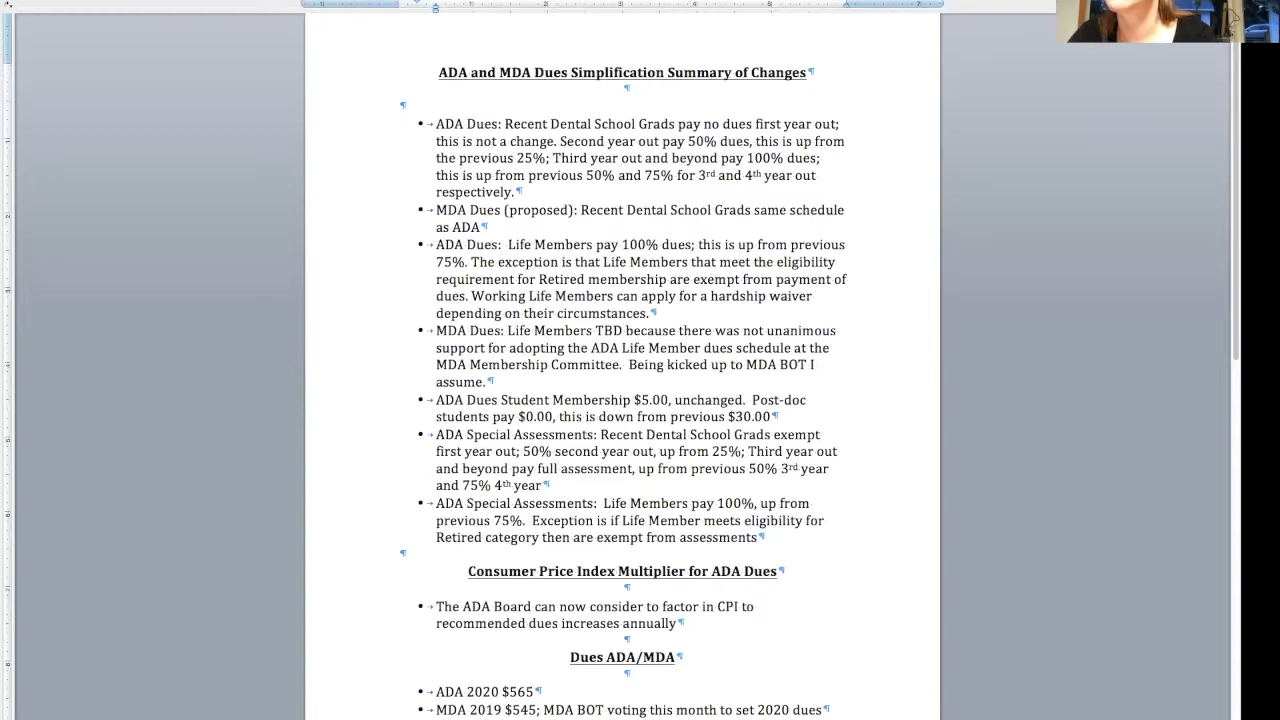 ADA and MDA Dues Simplification Summary of Changes
• ADA Dues: Recent Dental School Grads pay no dues first year out;
this is not a change. Second year out pay 50% dues, this is up from
the previous 25%; Third year out and beyond pay 100% dues;
this is up from previous 50% and 75% for 3rd and 4th year out
respectively.
• MDA Dues (proposed): Recent Dental School Grads same schedule
as ADA
• ADA Dues:  Life Members pay 100% dues; this is up from previous
75%. The exception is that Life Members that meet the eligibility
requirement for Retired membership are exempt from payment of
dues. Working Life Members can apply for a hardship waiver
depending on their circumstances.
• MDA Dues: Life Members TBD because there was not unanimous
support for adopting the ADA Life Member dues schedule at the
MDA Membership Committee.  Being kicked up to MDA BOT I
assume.
• ADA Dues Student Membership $5.00, unchanged.  Post-doc
students pay $0.00, this is down from previous $30.00
• ADA Special Assessments: Recent Dental School Grads exempt
first year out; 50% second year out, up from 25%; Third year out
and beyond pay full assessment, up from previous 50% 3rd year
and 75% 4th year
• ADA Special Assessments:  Life Members pay 100%, up from
previous 75%.  Exception is if Life Member meets eligibility for
Retired category then are exempt from assessments
Consumer Price Index Multiplier for ADA Dues
• The ADA Board can now consider to factor in CPI to
recommended dues increases annually
Dues ADA/MDA
• ADA 2020 $565
• MDA 2019 $545; MDA BOT voting this month to set 2020 dues